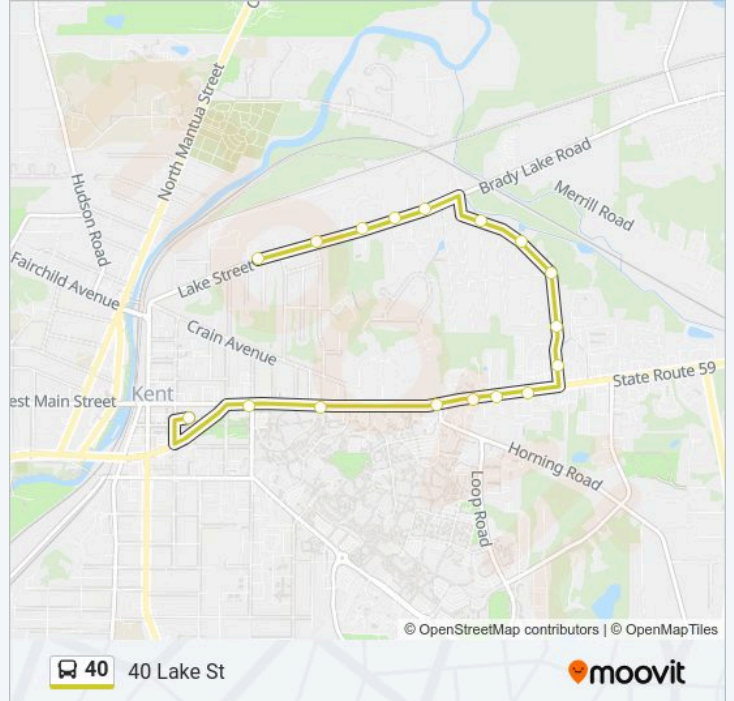 North Mantua Street
Hudson Road
Brady Lake Road
Merrill Road
Lake Street
Fairchild Avenue
Crain Avenue
State Route 59
Kent
est Main Street
Horning Road
Loop Road
© OpenStreetMap contributors | © OpenMapTiles
40 40 Lake St
moovit